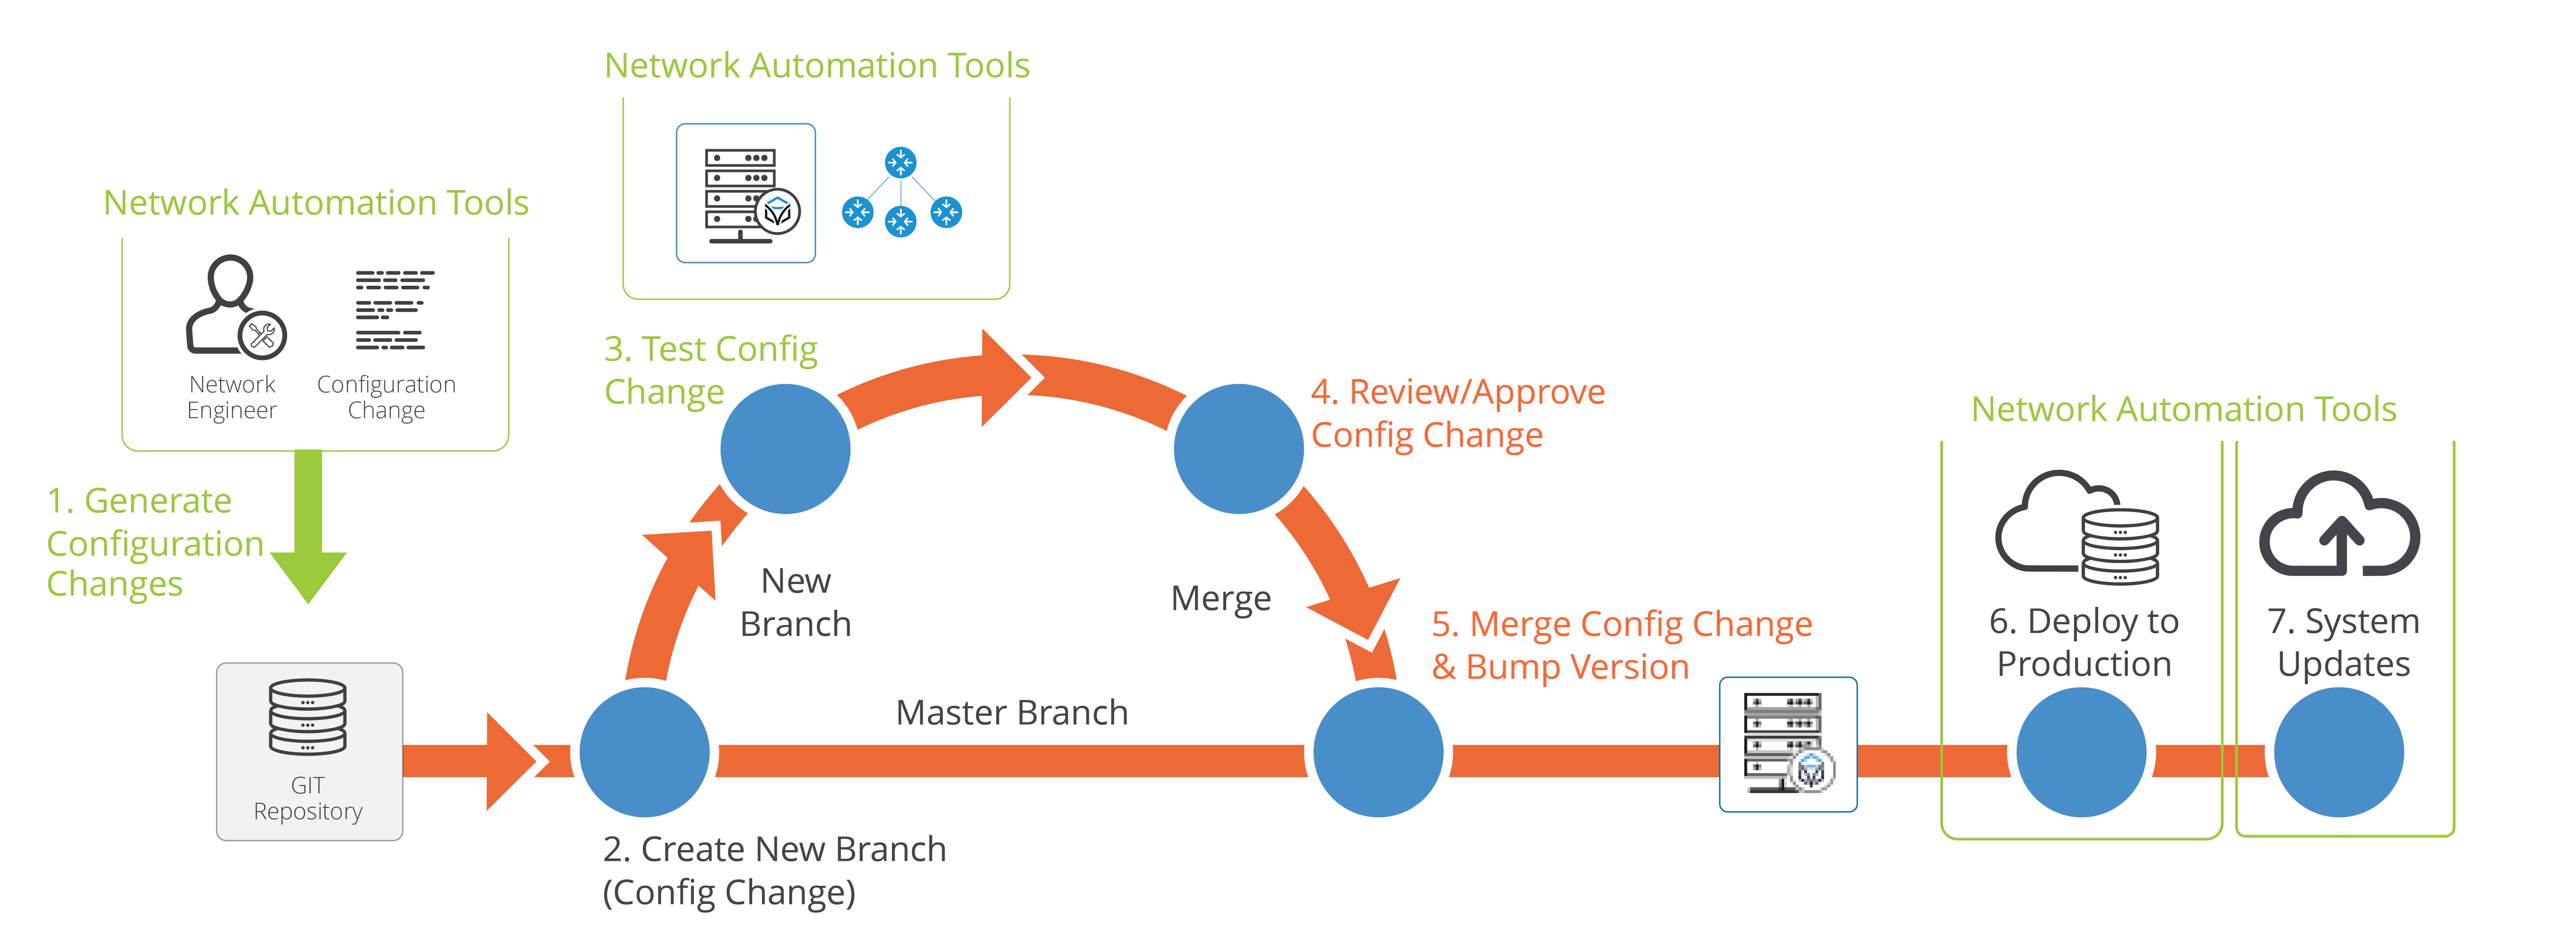 Network Automation Tools
Network
Engineer
Configuration
Change
1. Generate
Configuration
Changes
GIT
Repository
Network Automation Tools
3. Test Config
Change
New
Branch
2. Create New Branch
(Config Change)
Master Branch
4. Review/Approve
Config Change
Merge
5. Merge Config Change
& Bump Version
Network Automation Tools
6. Deploy to
Production
7. System
Updates